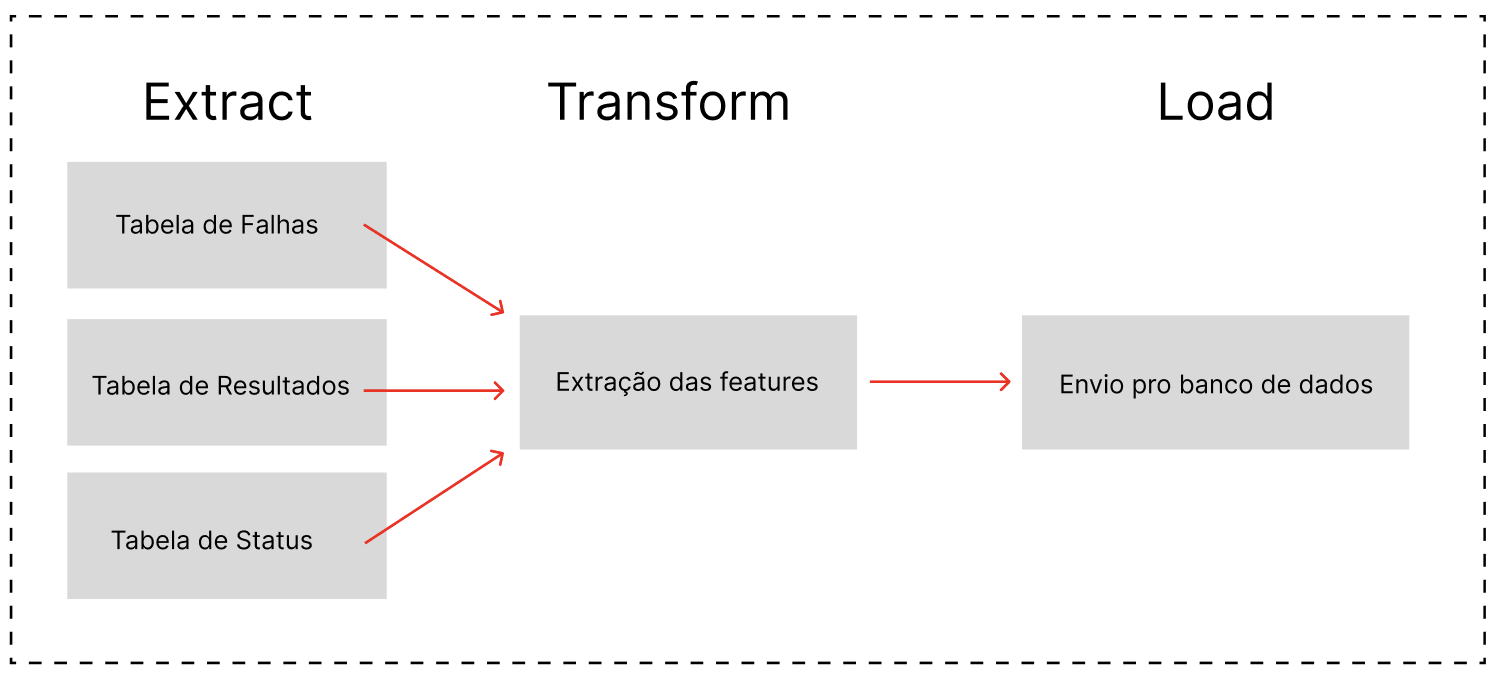 Extract
Transform
Load
Tabela de Falhas
Tabela de Resultados
Extração das features
Envio pro banco de dados
Tabela de Status